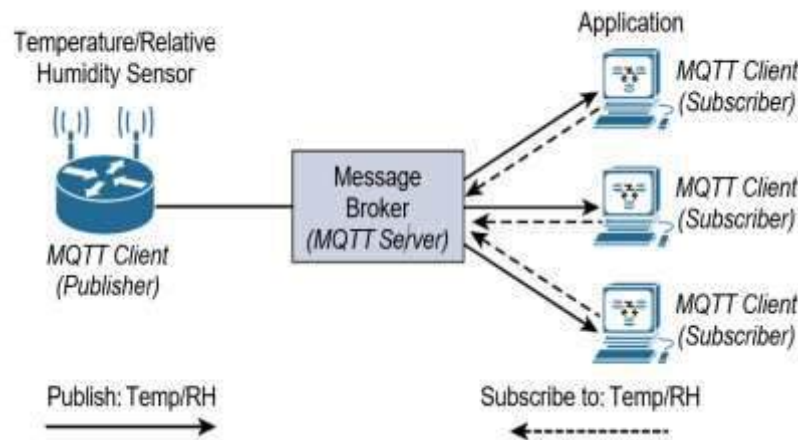 Temperature/Relative
Humidity Sensor
MQTT Client
(Publisher)
Message
Broker
(MQTT Server)
Application
MQTT Client
(Subscriber)
MQTT Client
(Subscriber)
MQTT Client
(Subscriber)
Publish: Temp/RH
Subscribe to: Temp/RH